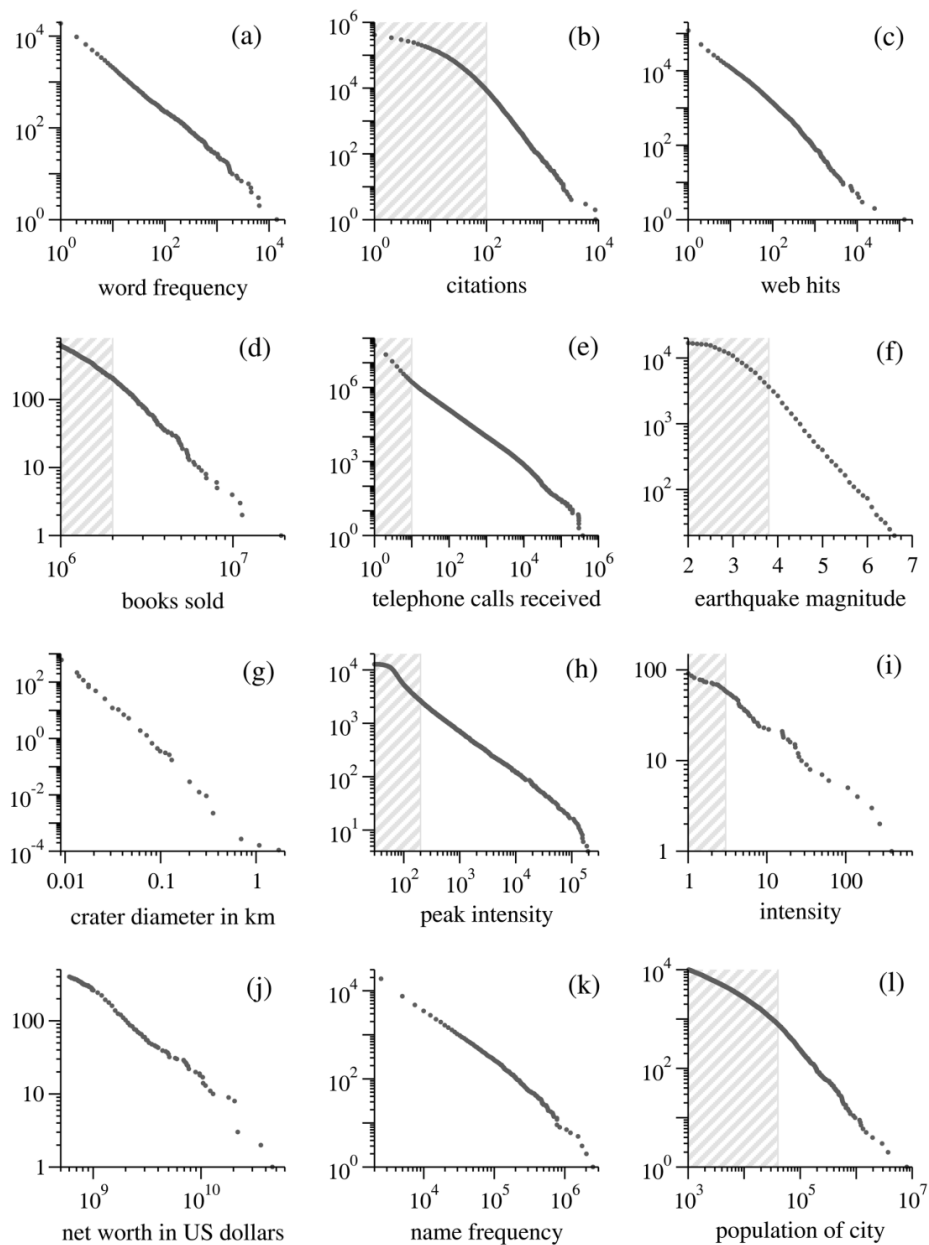 (a) (b) (c)
10^4 10^6 10^4
10^4
10^2 10^2
10^2
10^0 10^0 10^0
10^0 10^2 10^4 10^0 10^2 10^4 10^0 10^2 10^4
word frequency citations web hits
(d) (e) (f)
100 10^6 10^4
10 10^3 10^3
1 10^0 10^2
10^6 10^7 10^0 10^2 10^4 10^6 2 3 4 5 6 7
books sold telephone calls received earthquake magnitude
(g) (h) (i)
10^2 10^4 100
10^0 10^3
10^-2 10^2 10
10^-4 10^1 1
0.01 0.1 1 10^2 10^3 10^4 10^5 1 10 100
crater diameter in km peak intensity intensity
(j) (k) (l)
100 10^4 10^4
10 10^2 10^2
1 10^0 10^0
10^9 10^10 10^4 10^5 10^6 10^3 10^5 10^7
net worth in US dollars name frequency population of city